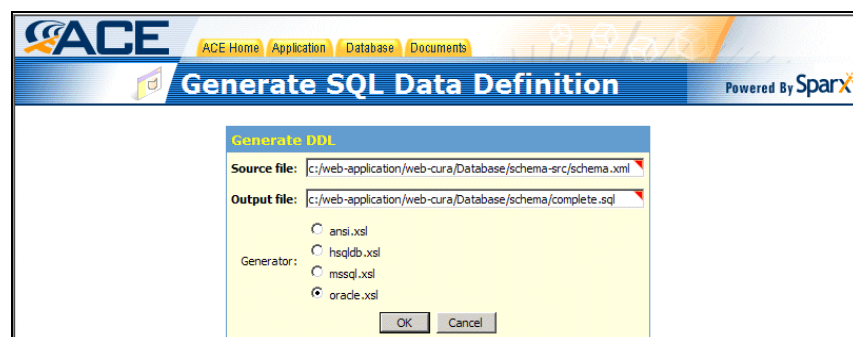 ACE
ACE Home Application Database Documents
Generate SQL Data Definition
Powered By Sparx
Generate DDL
Source file: c:/web-application/web-cura/Database/schema-src/schema.xml
Output file: c:/web-application/web-cura/Database/schema/complete.sql
Generator:
ansi.xsl
hsqldb.xsl
mssql.xsl
oracle.xsl
OK Cancel